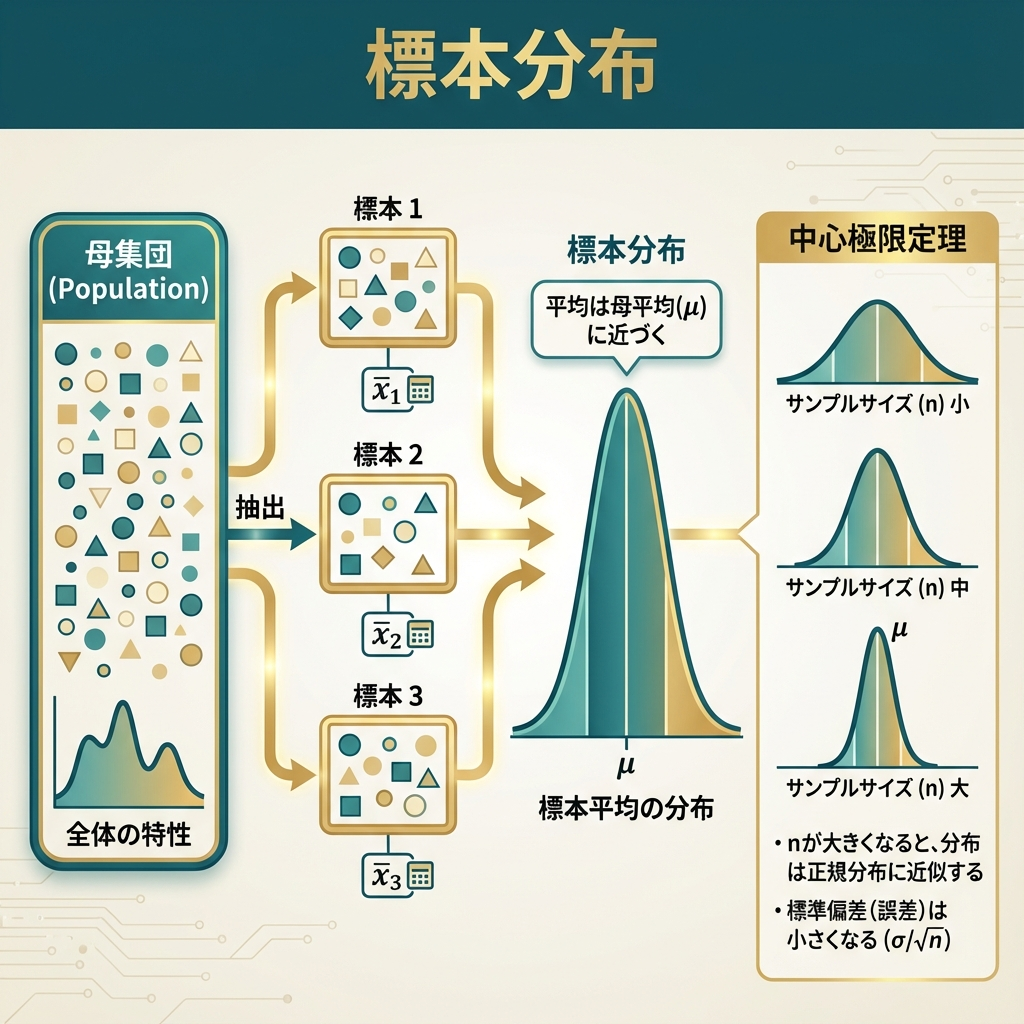 標本分布
母集団
(Population)
全体の特性
抽出
標本 1
x̄₁
標本 2
x̄₂
標本 3
x̄₃
標本分布
平均は母平均(μ)
に近づく
μ
標本平均の分布
中心極限定理
サンプルサイズ (n) 小
サンプルサイズ (n) 中
μ
サンプルサイズ (n) 大
・nが大きくなると、分布
は正規分布に近似する
・標準偏差(誤差)は
小さくなる (σ/√n)